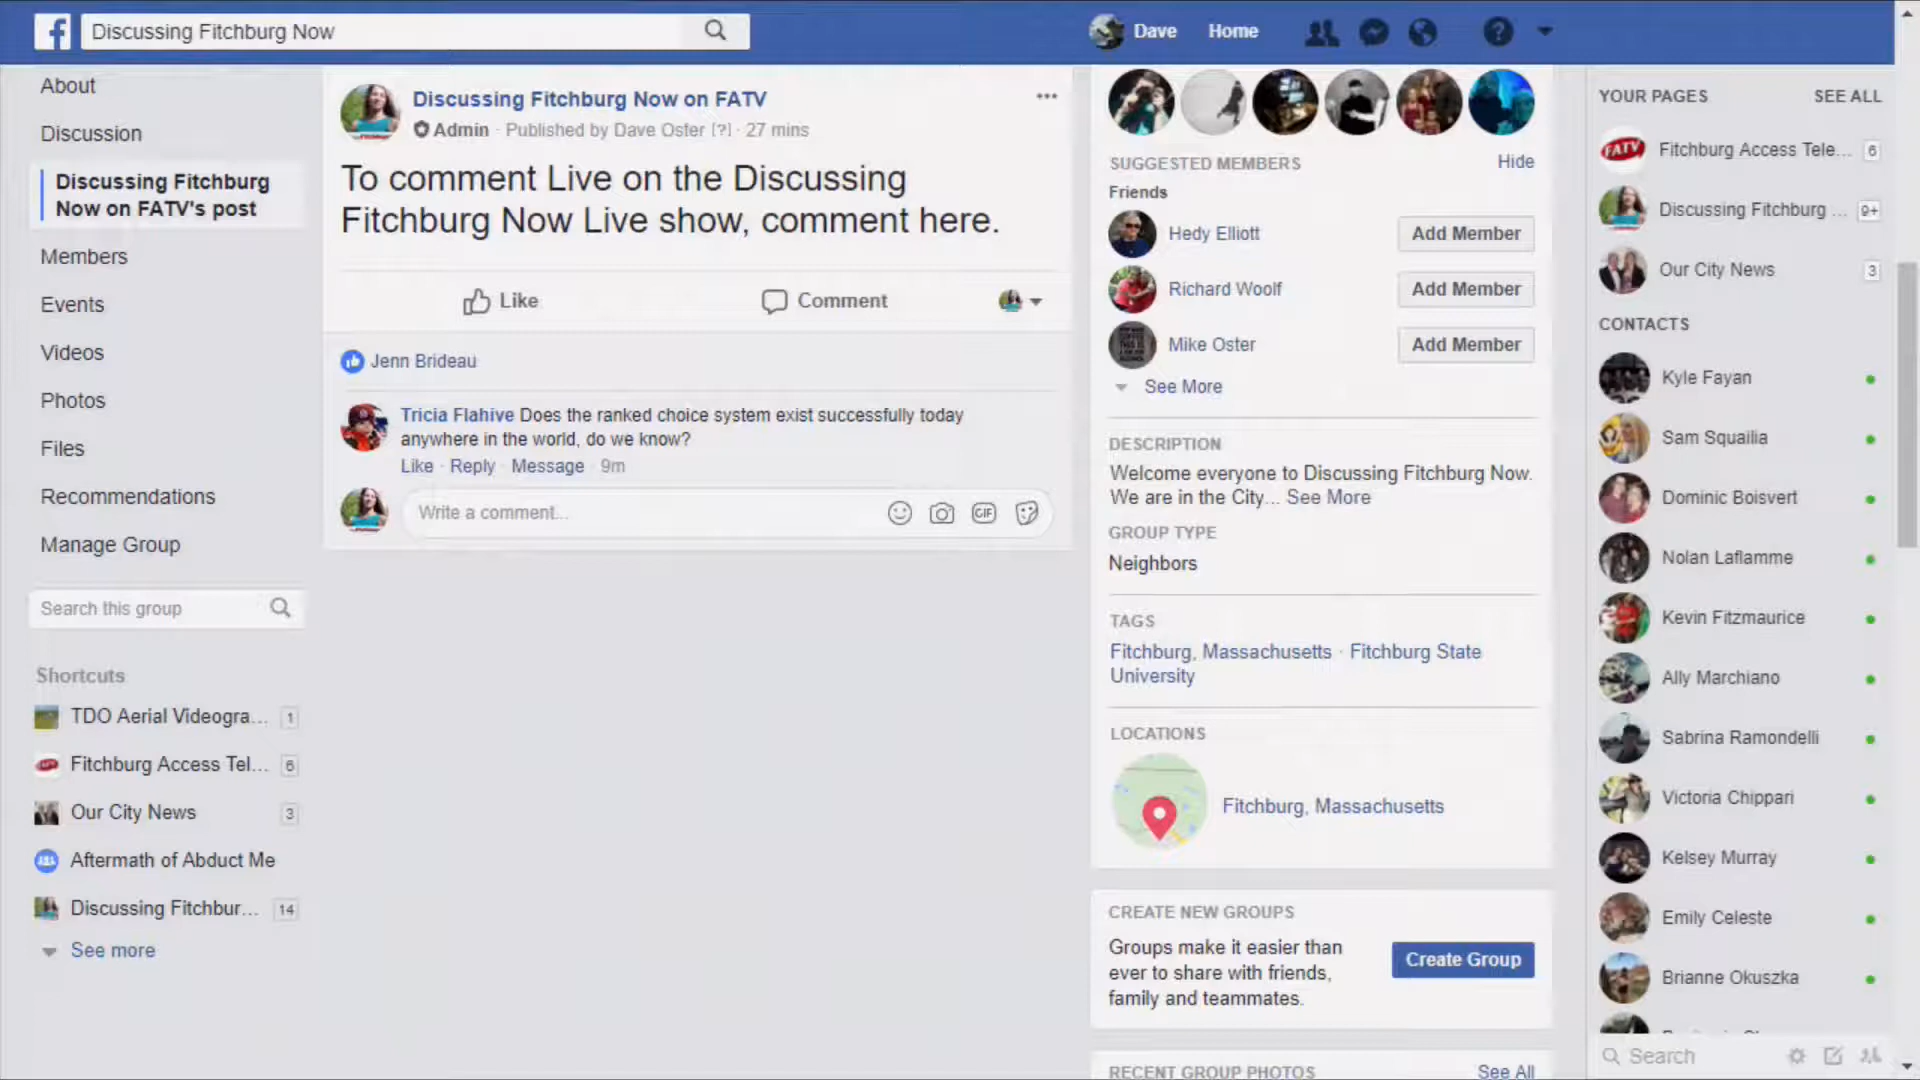 Discussing Fitchburg Now
Dave
Home
About
Discussion
Discussing Fitchburg
Now on FATV's post
Members
Events
Videos
Photos
Files
Recommendations
Manage Group
Search this group
Shortcuts
TDO Aerial Videogra... 1
Fitchburg Access Tel... 6
Our City News 3
Aftermath of Abduct Me
Discussing Fitchbur... 14
See more
Discussing Fitchburg Now on FATV
Admin · Published by Dave Oster [?] · 27 mins
To comment Live on the Discussing
Fitchburg Now Live show, comment here.
Like
Comment
Jenn Brideau
Tricia Flahive Does the ranked choice system exist successfully today
anywhere in the world, do we know?
Like · Reply · Message · 9m
Write a comment...
GIF
SUGGESTED MEMBERS
Hide
Friends
Hedy Elliott
Add Member
Richard Woolf
Add Member
Mike Oster
Add Member
See More
DESCRIPTION
Welcome everyone to Discussing Fitchburg Now.
We are in the City... See More
GROUP TYPE
Neighbors
TAGS
Fitchburg, Massachusetts · Fitchburg State
University
LOCATIONS
Fitchburg, Massachusetts
CREATE NEW GROUPS
Groups make it easier than
ever to share with friends,
family and teammates.
Create Group
RECENT GROUP PHOTOS
See All
YOUR PAGES
SEE ALL
FATV
Fitchburg Access Tele... 6
Discussing Fitchburg ... 9+
Our City News 3
CONTACTS
Kyle Fayan
Sam Squailia
Dominic Boisvert
Nolan Laflamme
Kevin Fitzmaurice
Ally Marchiano
Sabrina Ramondelli
Victoria Chippari
Kelsey Murray
Emily Celeste
Brianne Okuszka
Search